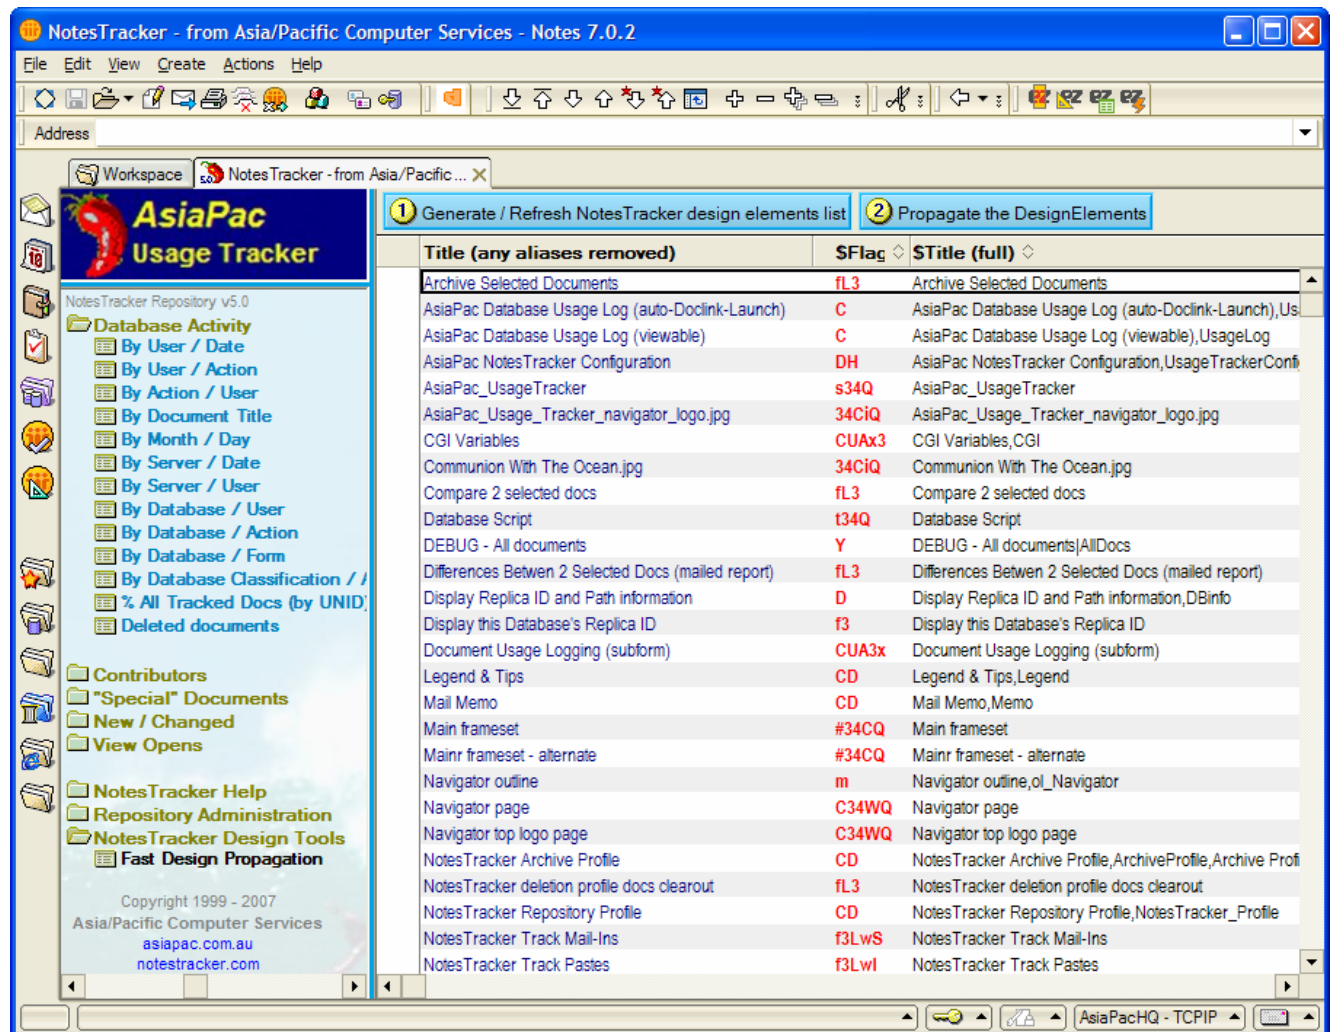 NotesTracker - from Asia/Pacific Computer Services - Notes 7.0.2
File Edit View Create Actions Help
Address
Workspace NotesTracker - from Asia/Pacific ...
AsiaPac
Usage Tracker
NotesTracker Repository v5.0
Database Activity
By User / Date
By User / Action
By Action / User
By Document Title
By Month / Day
By Server / Date
By Server / User
By Database / User
By Database / Action
By Database / Form
By Database Classification / A
% All Tracked Docs (by UNID)
Deleted documents
Contributors
"Special" Documents
New / Changed
View Opens
NotesTracker Help
Repository Administration
NotesTracker Design Tools
Fast Design Propagation
Copyright 1999 - 2007
Asia/Pacific Computer Services
asiapac.com.au
notestracker.com
1 Generate / Refresh NotesTracker design elements list 2 Propagate the DesignElements
Title (any aliases removed) $Flag $Title (full)
Archive Selected Documents fL3 Archive Selected Documents
AsiaPac Database Usage Log (auto-Doclink-Launch) C AsiaPac Database Usage Log (auto-Doclink-Launch),Us
AsiaPac Database Usage Log (viewable) C AsiaPac Database Usage Log (viewable),UsageLog
AsiaPac NotesTracker Configuration DH AsiaPac NotesTracker Configuration,UsageTrackerConfi
AsiaPac_UsageTracker s34Q AsiaPac_UsageTracker
AsiaPac_Usage_Tracker_navigator_logo.jpg 34CiQ AsiaPac_Usage_Tracker_navigator_logo.jpg
CGI Variables CUAx3 CGI Variables,CGI
Communion With The Ocean.jpg 34CiQ Communion With The Ocean.jpg
Compare 2 selected docs fL3 Compare 2 selected docs
Database Script t34Q Database Script
DEBUG - All documents Y DEBUG - All documents|AllDocs
Differences Betwen 2 Selected Docs (mailed report) fL3 Differences Betwen 2 Selected Docs (mailed report)
Display Replica ID and Path information D Display Replica ID and Path information,DBinfo
Display this Database's Replica ID f3 Display this Database's Replica ID
Document Usage Logging (subform) CUA3x Document Usage Logging (subform)
Legend & Tips CD Legend & Tips,Legend
Mail Memo CD Mail Memo,Memo
Main frameset #34CQ Main frameset
Mainr frameset - alternate #34CQ Mainr frameset - alternate
Navigator outline m Navigator outline,ol_Navigator
Navigator page C34WQ Navigator page
Navigator top logo page C34WQ Navigator top logo page
NotesTracker Archive Profile CD NotesTracker Archive Profile,ArchiveProfile,Archive Profi
NotesTracker deletion profile docs clearout fL3 NotesTracker deletion profile docs clearout
NotesTracker Repository Profile CD NotesTracker Repository Profile,NotesTracker_Profile
NotesTracker Track Mail-Ins f3LwS NotesTracker Track Mail-Ins
NotesTracker Track Pastes f3LwI NotesTracker Track Pastes
AsiaPacHQ - TCPIP